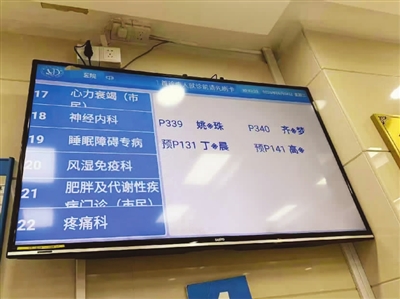 17 心力衰竭（市民）
18 神经内科
19 睡眠障碍专病
20 风湿免疫科
21 肥胖及代谢性疾病门诊（市民）
22 疼痛科
P339 姚◈珠 P340 齐◈梦
预P131 丁◈晨 预P141 高◈